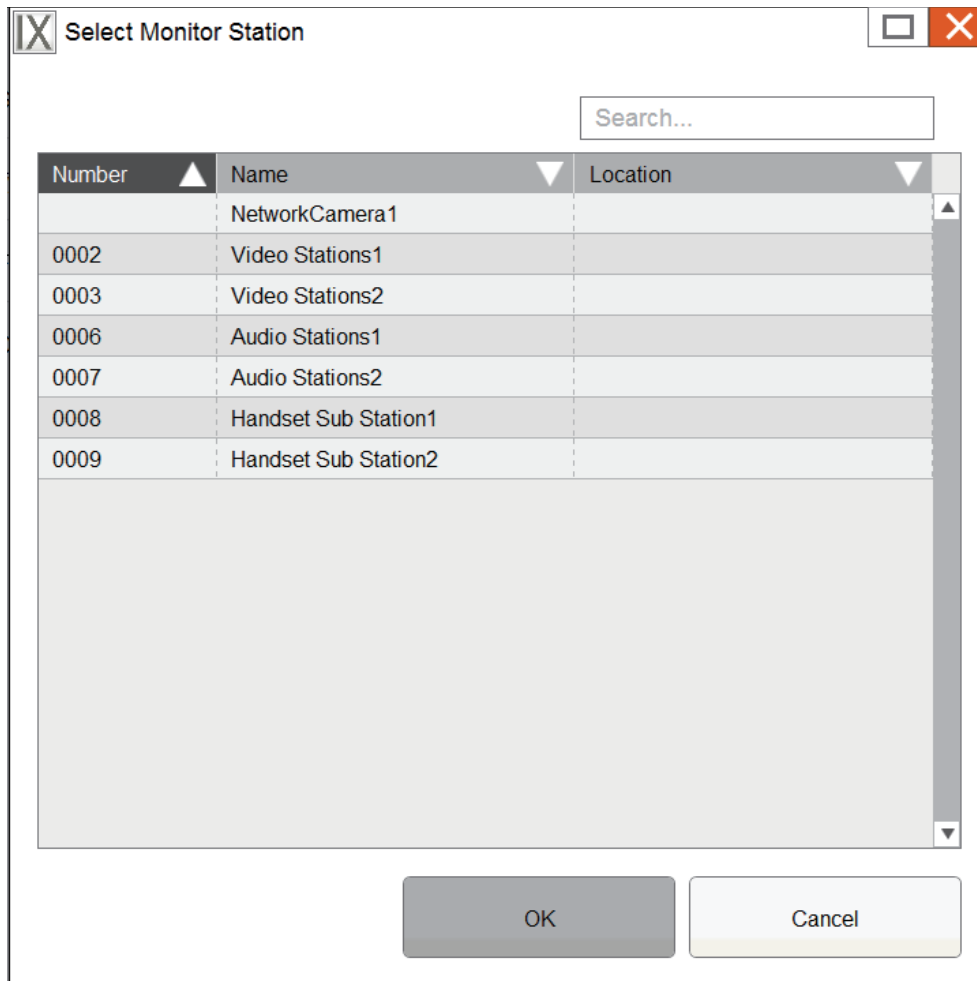 IX Select Monitor Station
Search...
Number Name Location
NetworkCamera1
0002 Video Stations1
0003 Video Stations2
0006 Audio Stations1
0007 Audio Stations2
0008 Handset Sub Station1
0009 Handset Sub Station2
OK Cancel